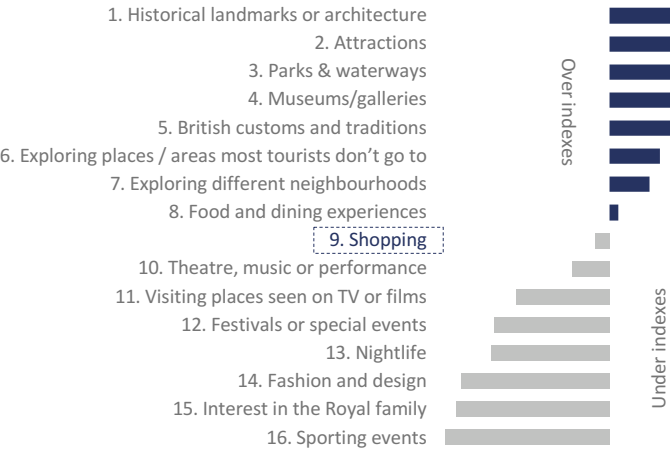 1. Historical landmarks or architecture
2. Attractions
3. Parks & waterways
4. Museums/galleries
5. British customs and traditions
6. Exploring places / areas most tourists don’t go to
7. Exploring different neighbourhoods
8. Food and dining experiences
9. Shopping
10. Theatre, music or performance
11. Visiting places seen on TV or films
12. Festivals or special events
13. Nightlife
14. Fashion and design
15. Interest in the Royal family
16. Sporting events
Over indexes
Under indexes